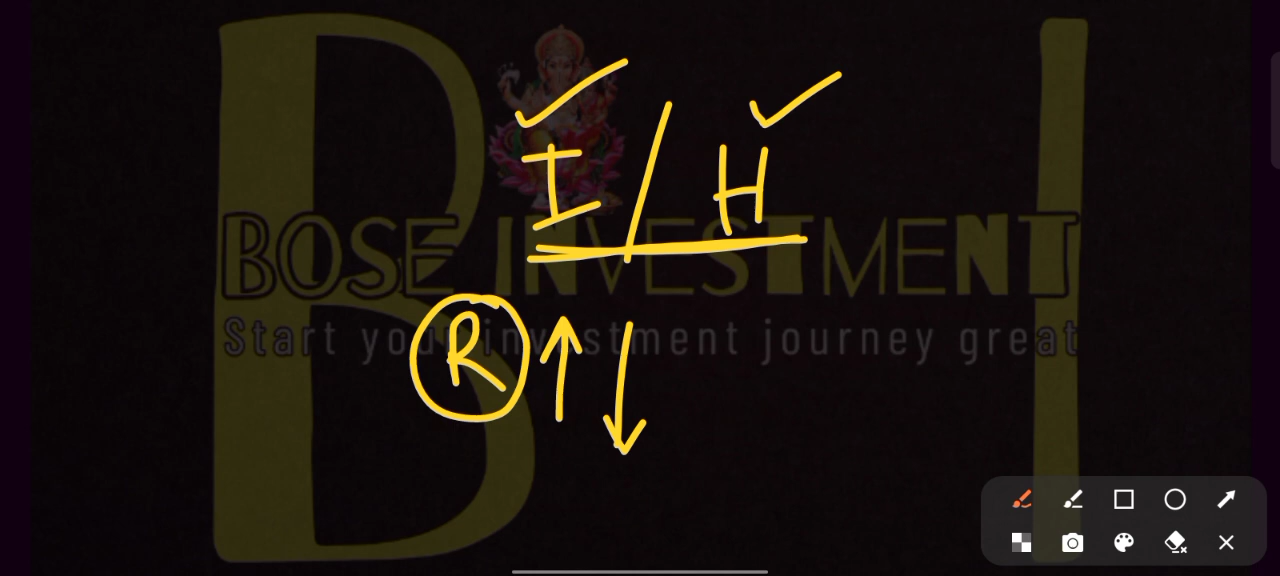 I / H
BOSE INVESTMENT
Start your investment journey great
R ↑ ↓